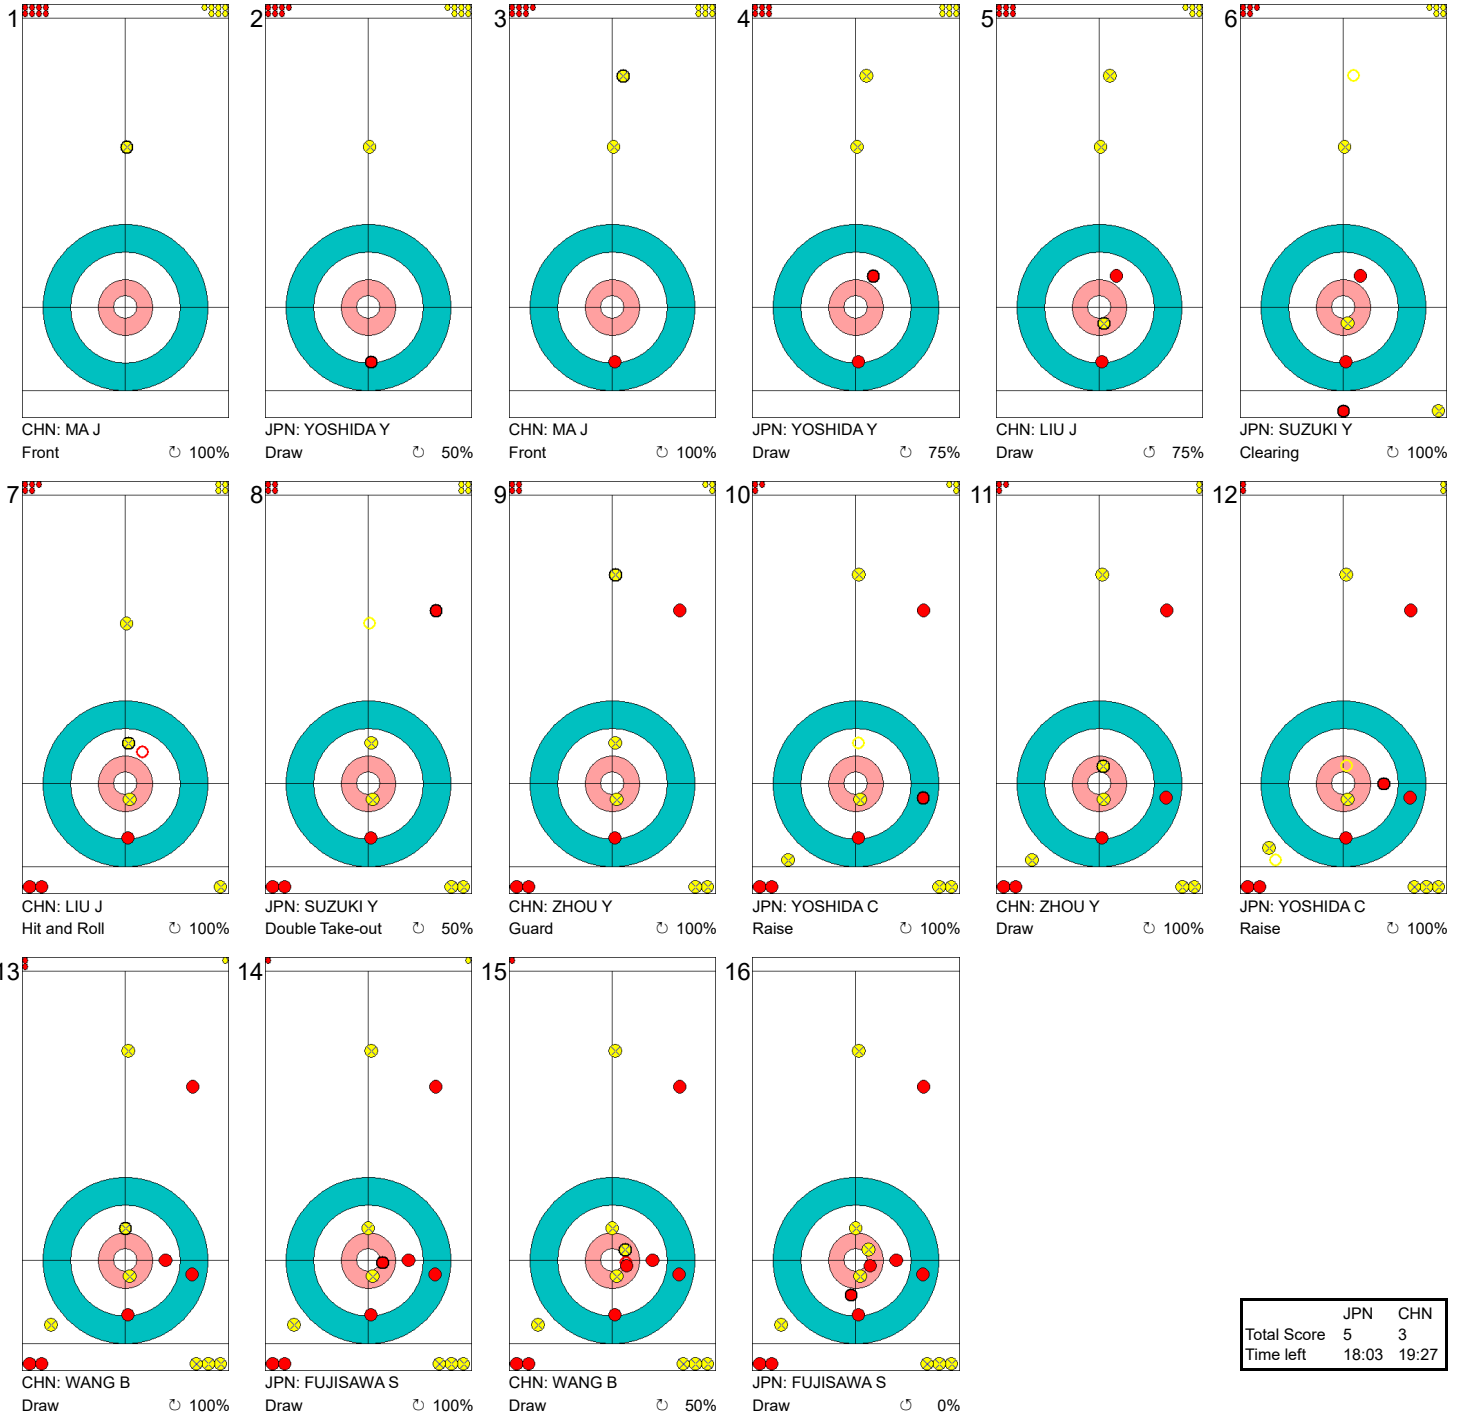 1
2
3
4
5
6
CHN: MA J
Front ↻ 100%
JPN: YOSHIDA Y
Draw ↻ 50%
CHN: MA J
Front ↻ 100%
JPN: YOSHIDA Y
Draw ↻ 75%
CHN: LIU J
Draw ↺ 75%
JPN: SUZUKI Y
Clearing ↻ 100%
7
8
9
10
11
12
CHN: LIU J
Hit and Roll ↻ 100%
JPN: SUZUKI Y
Double Take-out ↻ 50%
CHN: ZHOU Y
Guard ↻ 100%
JPN: YOSHIDA C
Raise ↻ 100%
CHN: ZHOU Y
Draw ↻ 100%
JPN: YOSHIDA C
Raise ↻ 100%
13
14
15
16
CHN: WANG B
Draw ↻ 100%
JPN: FUJISAWA S
Draw ↻ 100%
CHN: WANG B
Draw ↻ 50%
JPN: FUJISAWA S
Draw ↺ 0%
JPN CHN
Total Score 5 3
Time left 18:03 19:27